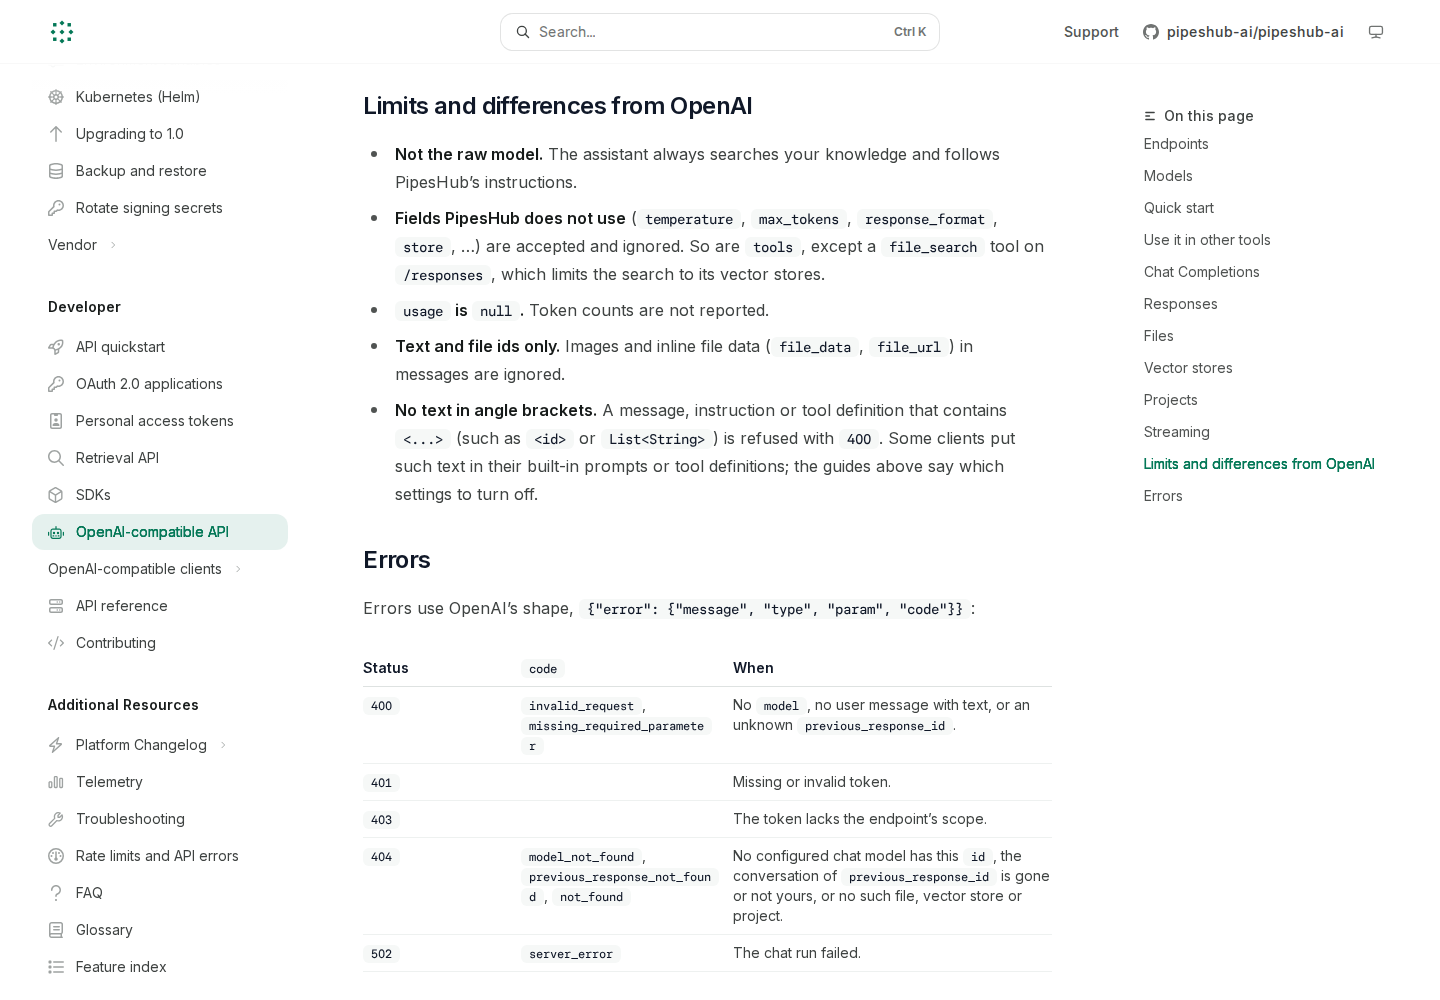 Search...
Ctrl K
Support
pipeshub-ai/pipeshub-ai
Kubernetes (Helm)
Upgrading to 1.0
Backup and restore
Rotate signing secrets
Vendor
Developer
API quickstart
OAuth 2.0 applications
Personal access tokens
Retrieval API
SDKs
OpenAI-compatible API
OpenAI-compatible clients
API reference
Contributing
Additional Resources
Platform Changelog
Telemetry
Troubleshooting
Rate limits and API errors
FAQ
Glossary
Feature index
Limits and differences from OpenAI
Not the raw model. The assistant always searches your knowledge and follows
PipesHub’s instructions.
Fields PipesHub does not use ( temperature , max_tokens , response_format ,
store , …) are accepted and ignored. So are tools , except a file_search tool on
/responses , which limits the search to its vector stores.
usage is null . Token counts are not reported.
Text and file ids only. Images and inline file data ( file_data , file_url ) in
messages are ignored.
No text in angle brackets. A message, instruction or tool definition that contains
<...> (such as <id> or List<String> ) is refused with 400 . Some clients put
such text in their built-in prompts or tool definitions; the guides above say which
settings to turn off.
Errors
Errors use OpenAI’s shape, {"error": {"message", "type", "param", "code"}} :
Status code When
400 invalid_request , No model , no user message with text, or an
missing_required_paramete unknown previous_response_id .
r
401 Missing or invalid token.
403 The token lacks the endpoint’s scope.
404 model_not_found , No configured chat model has this id , the
previous_response_not_foun conversation of previous_response_id is gone
d , not_found or not yours, or no such file, vector store or
project.
502 server_error The chat run failed.
On this page
Endpoints
Models
Quick start
Use it in other tools
Chat Completions
Responses
Files
Vector stores
Projects
Streaming
Limits and differences from OpenAI
Errors